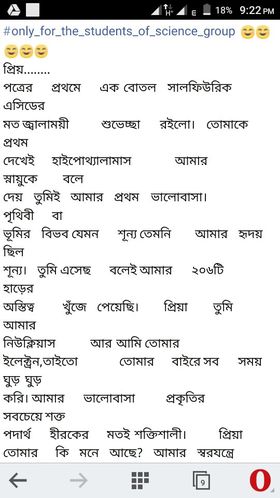 18% 9:22 PM
#only_for_the_students_of_science_group 😄😄
😄😄😄
প্রিয়........
পত্রের প্রথমে এক বোতল সালফিউরিক
এসিডের
মত জ্বালাময়ী শুভেচ্ছা রইলো। তোমাকে
প্রথম
দেখেই হাইপোথ্যালামাস আমার
স্নায়ুকে বলে
দেয় তুমিই আমার প্রথম ভালোবাসা।
পৃথিবী বা
ভূমির বিভব যেমন শূন্য তেমনি আমার হৃদয়
ছিল
শূন্য। তুমি এসেছ বলেই আমার ২০৬টি
হাড়ের
অস্তিত্ব খুঁজে পেয়েছি। প্রিয়া তুমি
আমার
নিউক্লিয়াস আর আমি তোমার
ইলেক্ট্রন,তাইতো তোমার বাইরে সব সময়
ঘুড় ঘুড়
করি। আমার ভালোবাসা প্রকৃতির
সবচেয়ে শক্ত
পদার্থ হীরকের মতই শক্তিশালী। প্রিয়া
তোমার কি মনে আছে? আমার স্বরযন্ত্রে
9